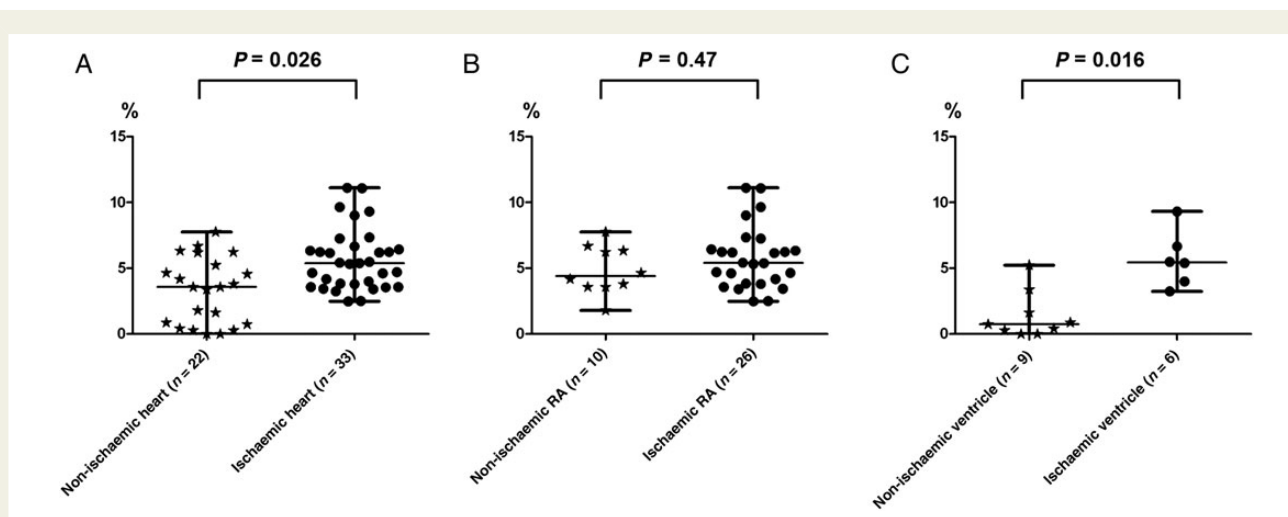 A
P = 0.026
%
15
10
5
0
Non-ischaemic heart (n = 22)
Ischaemic heart (n = 33)
B
P = 0.47
%
15
10
5
0
Non-ischaemic RA (n = 10)
Ischaemic RA (n = 26)
C
P = 0.016
%
15
10
5
0
Non-ischaemic ventricle (n = 9)
Ischaemic ventricle (n = 6)